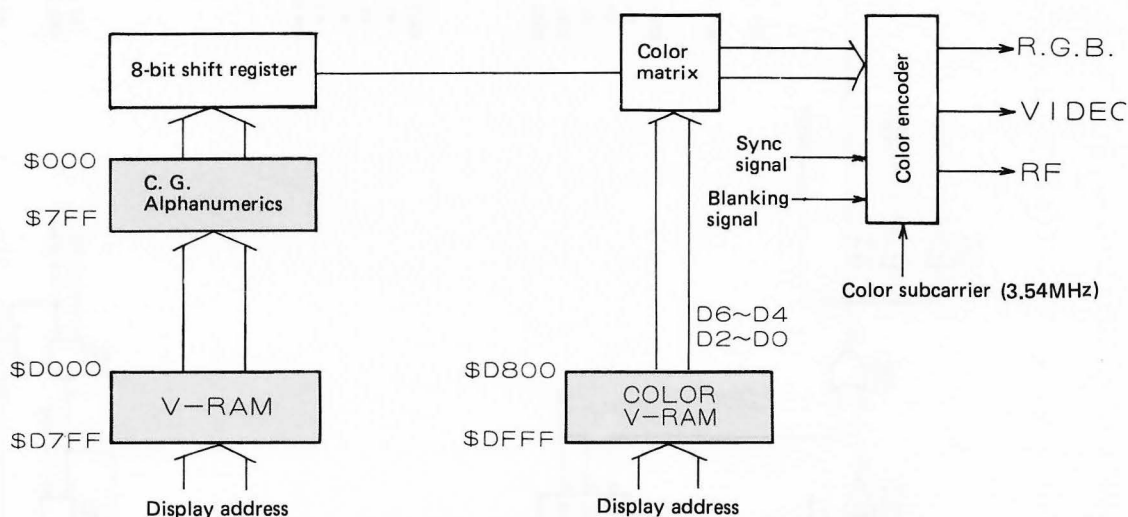 8-bit shift register
Color
matrix
Color encoder
R.G.B.
VIDEO
RF
Sync
signal
Blanking
signal
Color subcarrier (3.54MHz)
$000
C. G.
Alphanumerics
$7FF
D6~D4
D2~D0
$D000
V-RAM
$D7FF
$D800
COLOR
V-RAM
$DFFF
Display address
Display address